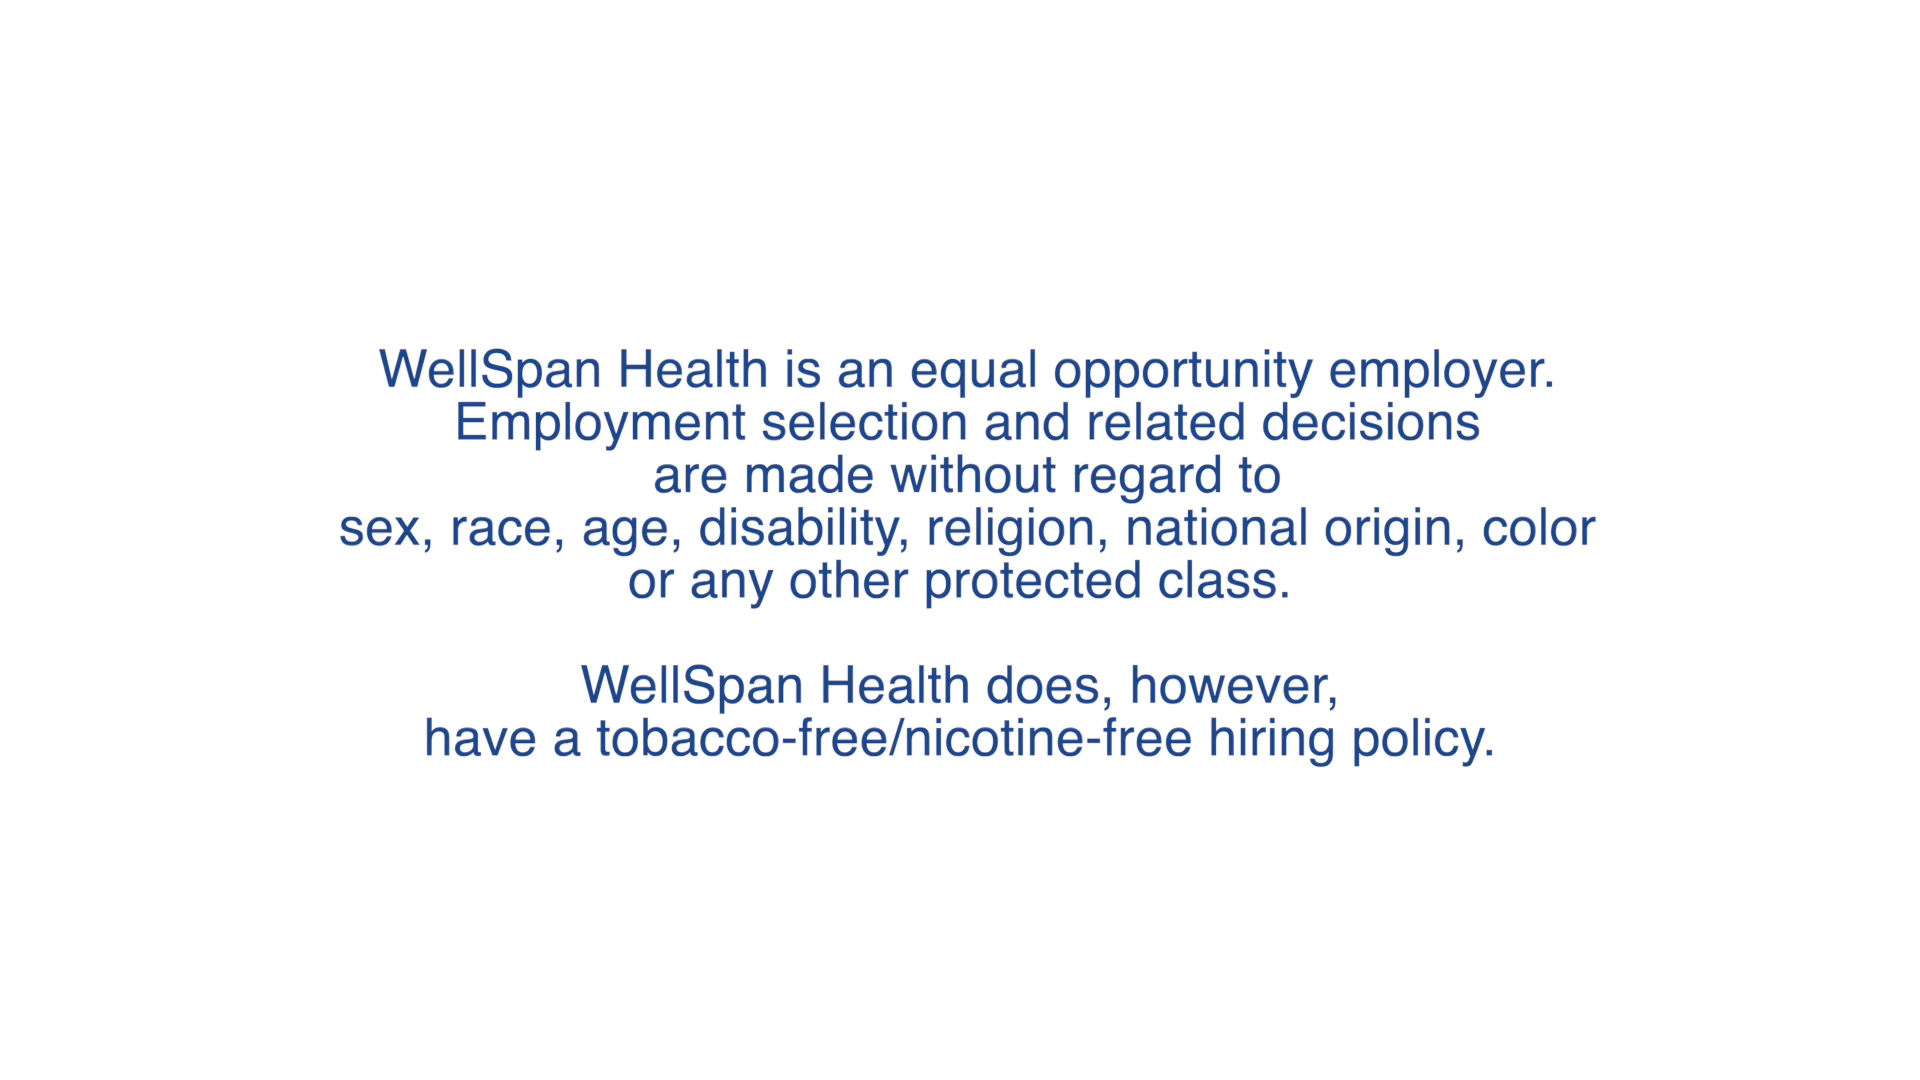 WellSpan Health is an equal opportunity employer.
Employment selection and related decisions
are made without regard to
sex, race, age, disability, religion, national origin, color
or any other protected class.
WellSpan Health does, however,
have a tobacco-free/nicotine-free hiring policy.